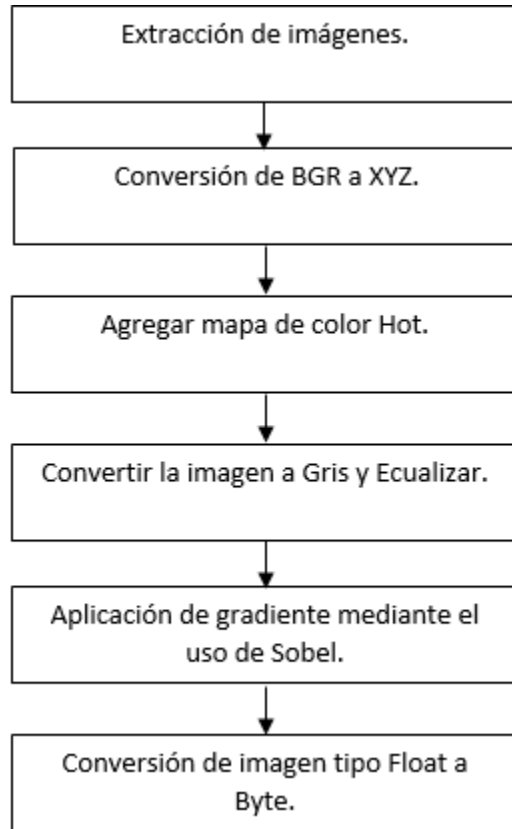 Extracción de imágenes.
Conversión de BGR a XYZ.
Agregar mapa de color Hot.
Convertir la imagen a Gris y Ecualizar.
Aplicación de gradiente mediante el
uso de Sobel.
Conversión de imagen tipo Float a
Byte.